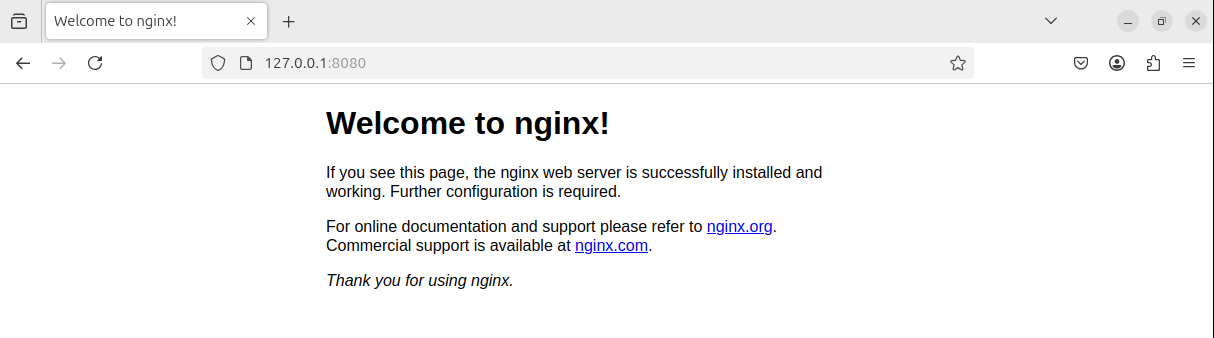 Welcome to nginx!
127.0.0.1:8080
Welcome to nginx!
If you see this page, the nginx web server is successfully installed and
working. Further configuration is required.
For online documentation and support please refer to nginx.org.
Commercial support is available at nginx.com.
Thank you for using nginx.